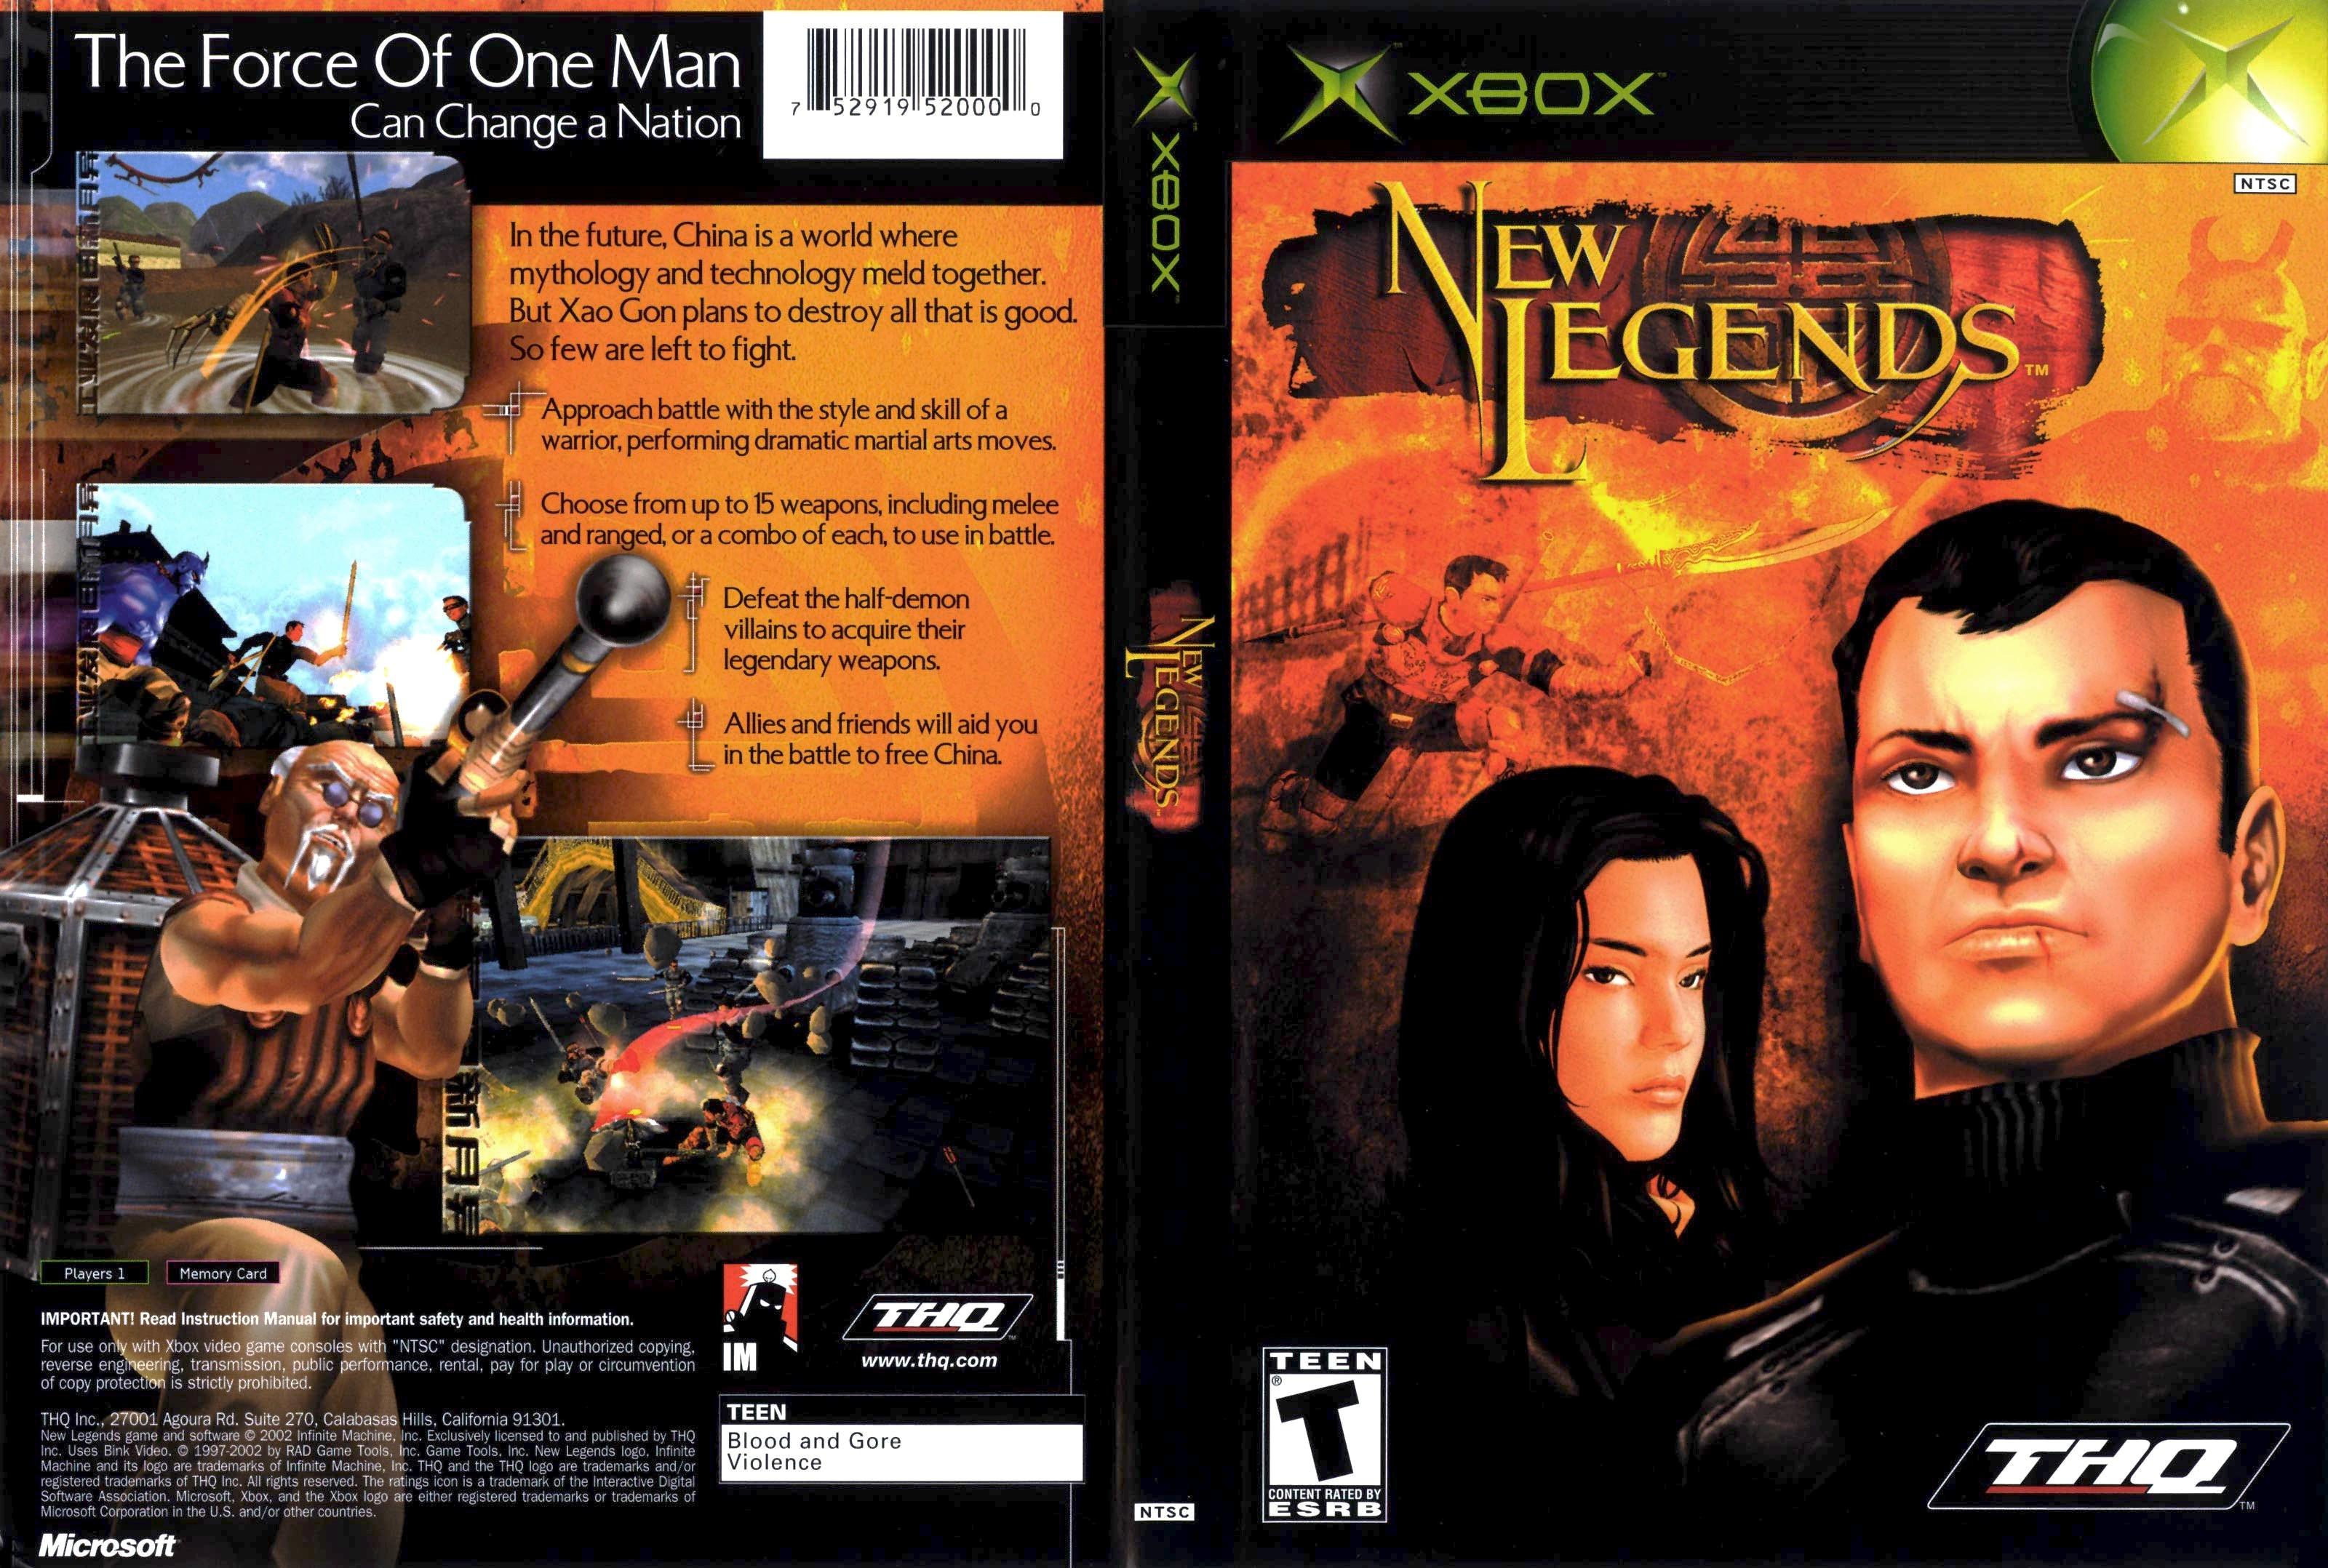 The Force Of One Man
Can Change a Nation
7 52919 52000 0
In the future, China is a world where
mythology and technology meld together.
But Xao Gon plans to destroy all that is good.
So few are left to fight.
Approach battle with the style and skill of a
warrior, performing dramatic martial arts moves.
Choose from up to 15 weapons, including melee
and ranged, or a combo of each, to use in battle.
Defeat the half-demon
villains to acquire their
legendary weapons.
Allies and friends will aid you
in the battle to free China.
Players 1
Memory Card
IMPORTANT! Read Instruction Manual for important safety and health information.
For use only with Xbox video game consoles with "NTSC" designation. Unauthorized copying,
reverse engineering, transmission, public performance, rental, pay for play or circumvention
of copy protection is strictly prohibited.
THQ Inc., 27001 Agoura Rd. Suite 270, Calabasas Hills, California 91301.
New Legends game and software © 2002 Infinite Machine, Inc. Exclusively licensed to and published by THQ
Inc. Uses Bink Video. © 1997-2002 by RAD Game Tools, Inc. Game Tools, Inc. New Legends logo, Infinite
Machine and its logo are trademarks of Infinite Machine, Inc. THQ and the THQ logo are trademarks and/or
registered trademarks of THQ Inc. All rights reserved. The ratings icon is a trademark of the Interactive Digital
Software Association. Microsoft, Xbox, and the Xbox logo are either registered trademarks or trademarks of
Microsoft Corporation in the U.S. and/or other countries.
Microsoft
IM
THQ™
www.thq.com
TEEN
Blood and Gore
Violence
XBOX™
NEW
LEGENDS™
NTSC
XBOX™
NTSC
NEW
LEGENDS™
TEEN
®
T
CONTENT RATED BY
ESRB
THQ™